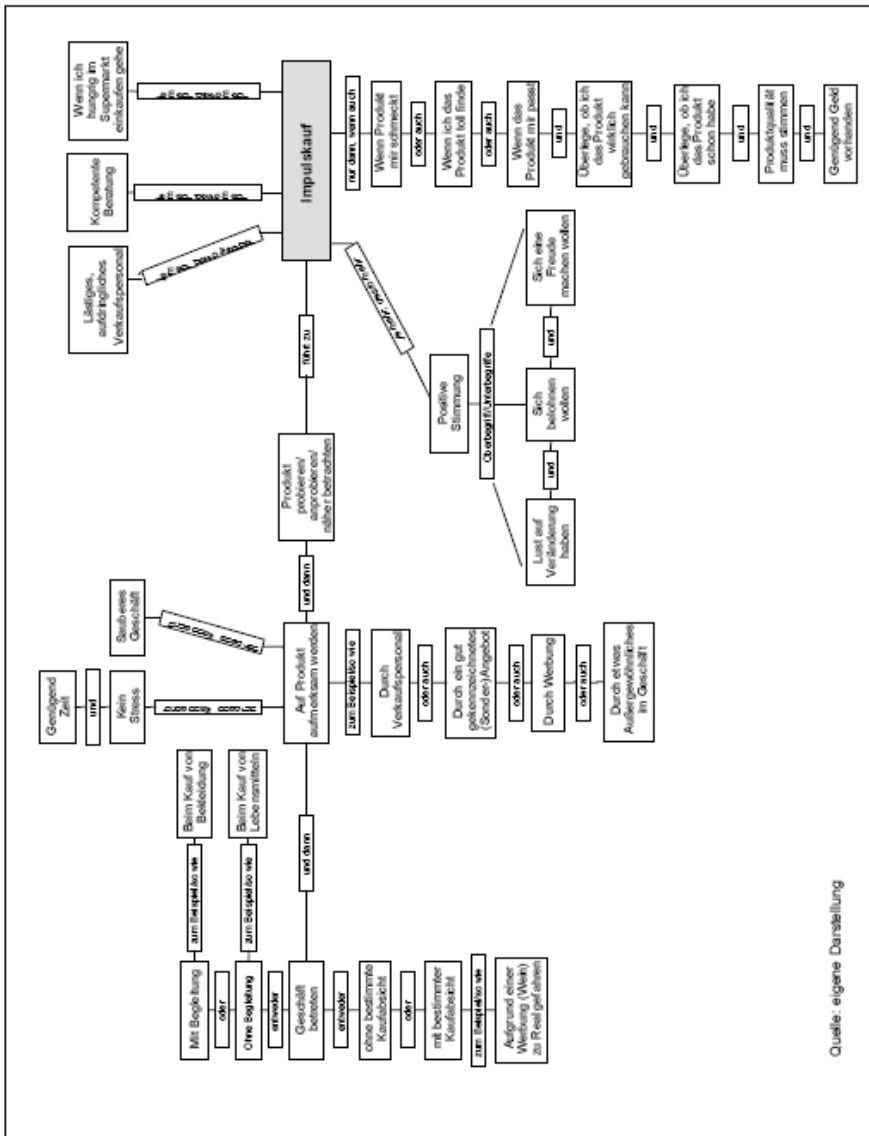 Wenn ich
hungrig im
Supermarkt
einkaufen gehe
Kompetente
Beratung
Lästiges,
aufdringliches
Verkaufspersonal
Impulskauf
nur dann, wenn auch
Wenn Produkt
mir schmeckt
oder auch
Wenn ich das
Produkt toll finde
oder auch
Wenn das
Produkt mir passt
und
Überlege, ob ich
das Produkt
wirklich
gebrauchen kann
und
Überlege, ob ich
das Produkt
schon habe
und
Produktqualität
muss stimmen
und
Genügend Geld
vorhanden
führt zu
Positive
Stimmung
Oberbegriff/Unterbegriffe
Sich eine
Freude
machen wollen
und
Sich
belohnen
wollen
und
Lust auf
Veränderung
haben
Produkt
probieren/
anprobieren/
näher betrachten
und dann
Sauberes
Geschäft
Genügend
Zeit
und
Kein
Stress
Auf Produkt
aufmerksam werden
zum Beispiel/so wie
Durch
Verkaufspersonal
oder auch
Durch ein gut
gekennzeichnetes
(Sonder-)Angebot
oder auch
Durch Werbung
oder auch
Durch etwas
Außergewöhnliches
im Geschäft
und dann
Beim Kauf von
Bekleidung
zum Beispiel/so wie
Mit Begleitung
oder
Beim Kauf von
Lebensmitteln
zum Beispiel/so wie
Ohne Begleitung
entweder
Geschäft
betreten
entweder
ohne bestimmte
Kaufabsicht
oder
mit bestimmter
Kaufabsicht
zum Beispiel/so wie
Aufgrund einer
Werbung (Wein)
zu Real gefahren
Quelle: eigene Darstellung